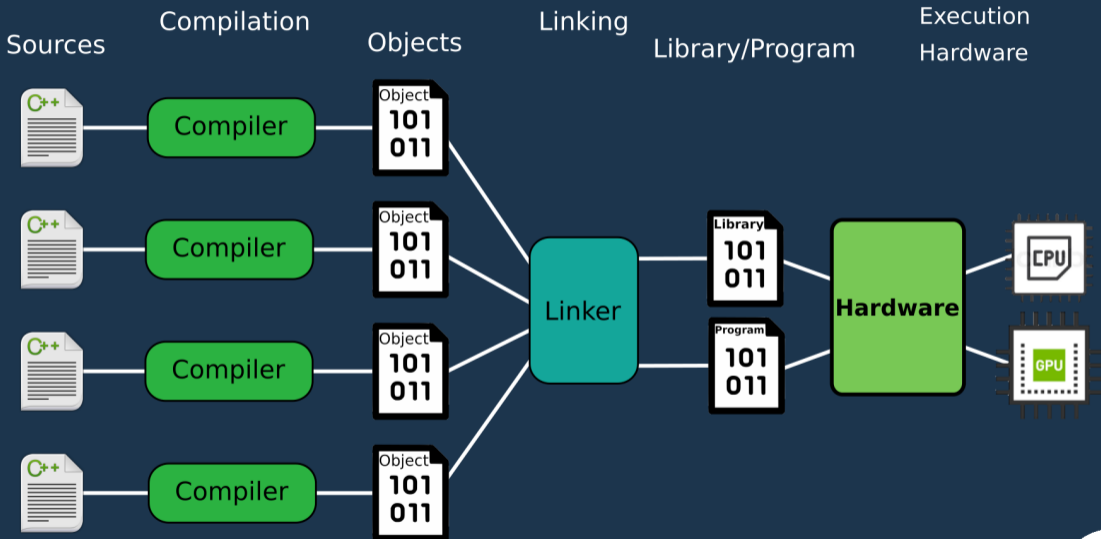 Sources
Compilation
Objects
Linking
Library/Program
Execution
Hardware
C++
Compiler
Object
101
011
C++
Compiler
Object
101
011
C++
Compiler
Object
101
011
C++
Compiler
Object
101
011
Linker
Library
101
011
Program
101
011
Hardware
CPU
GPU